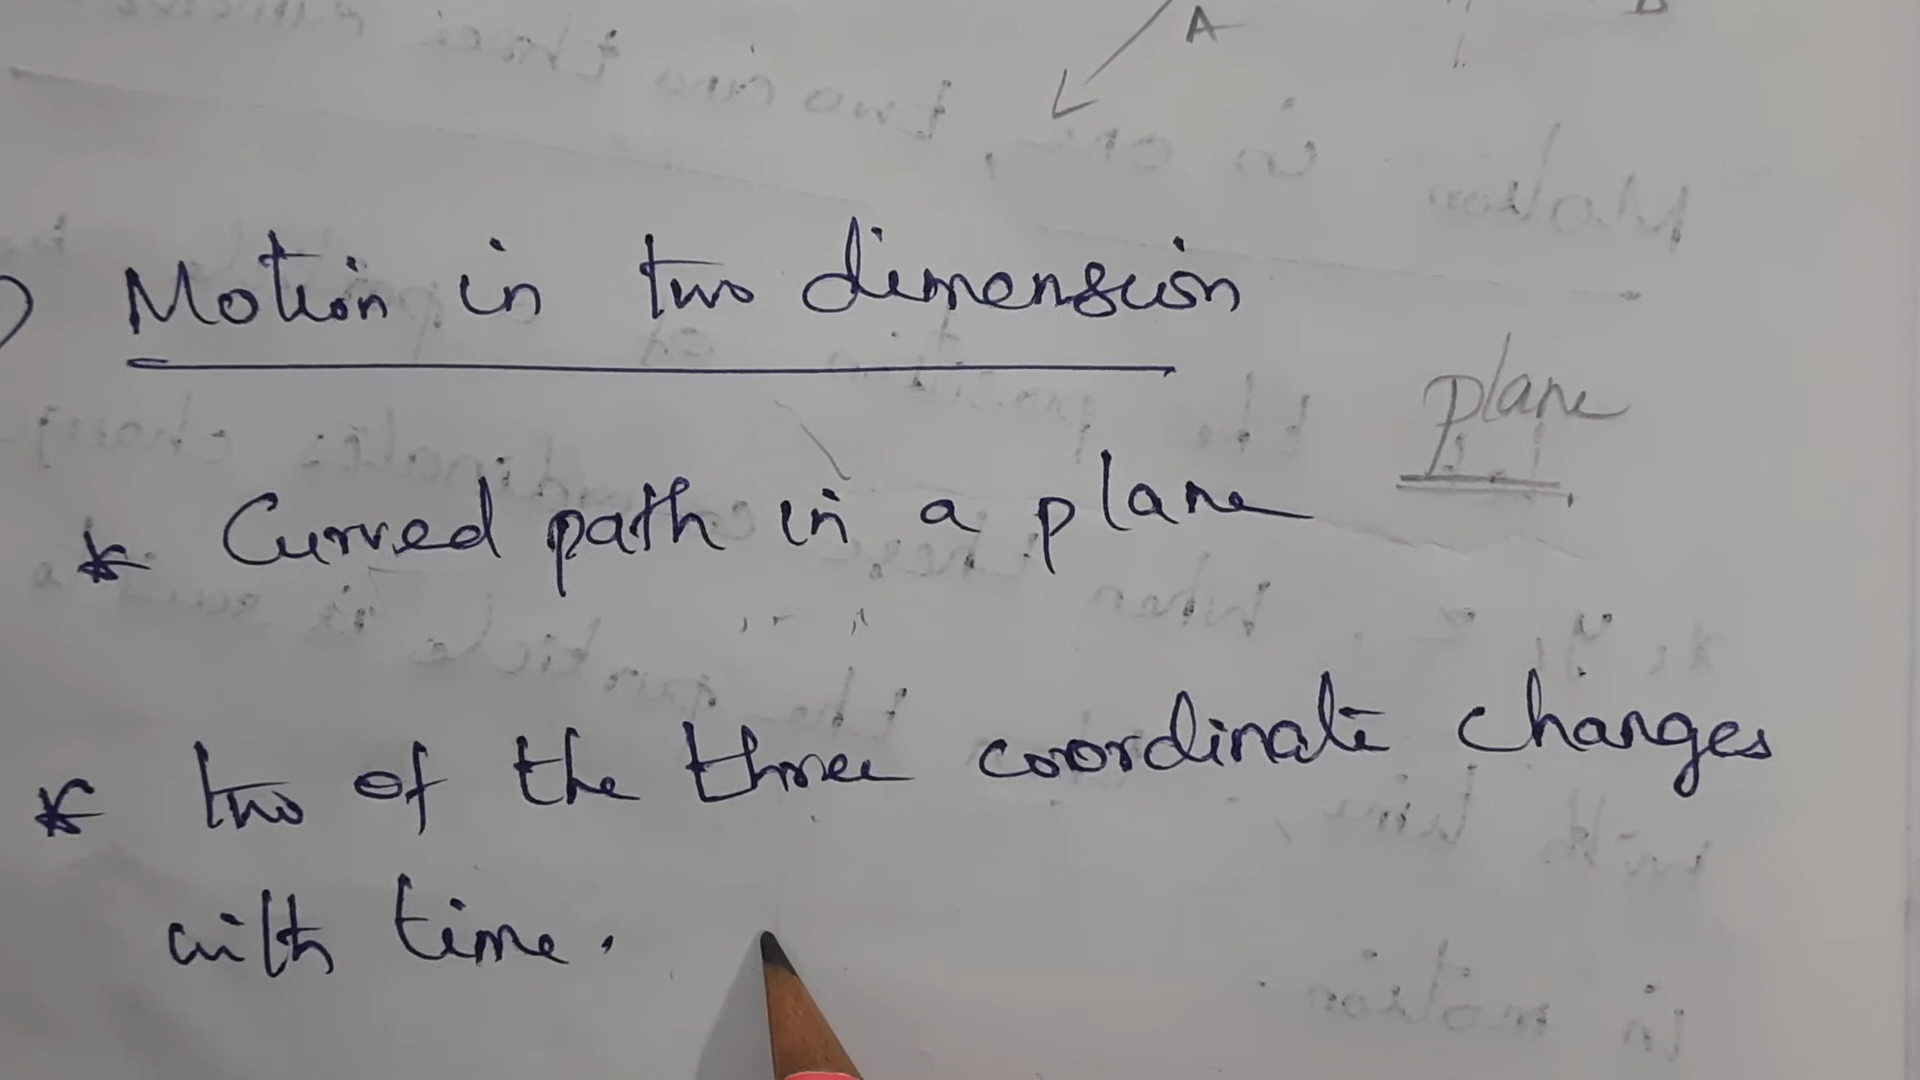 A
) Motion in two dimension
plane
* Curved path in a plane
* two of the three coordinate changes
with time.